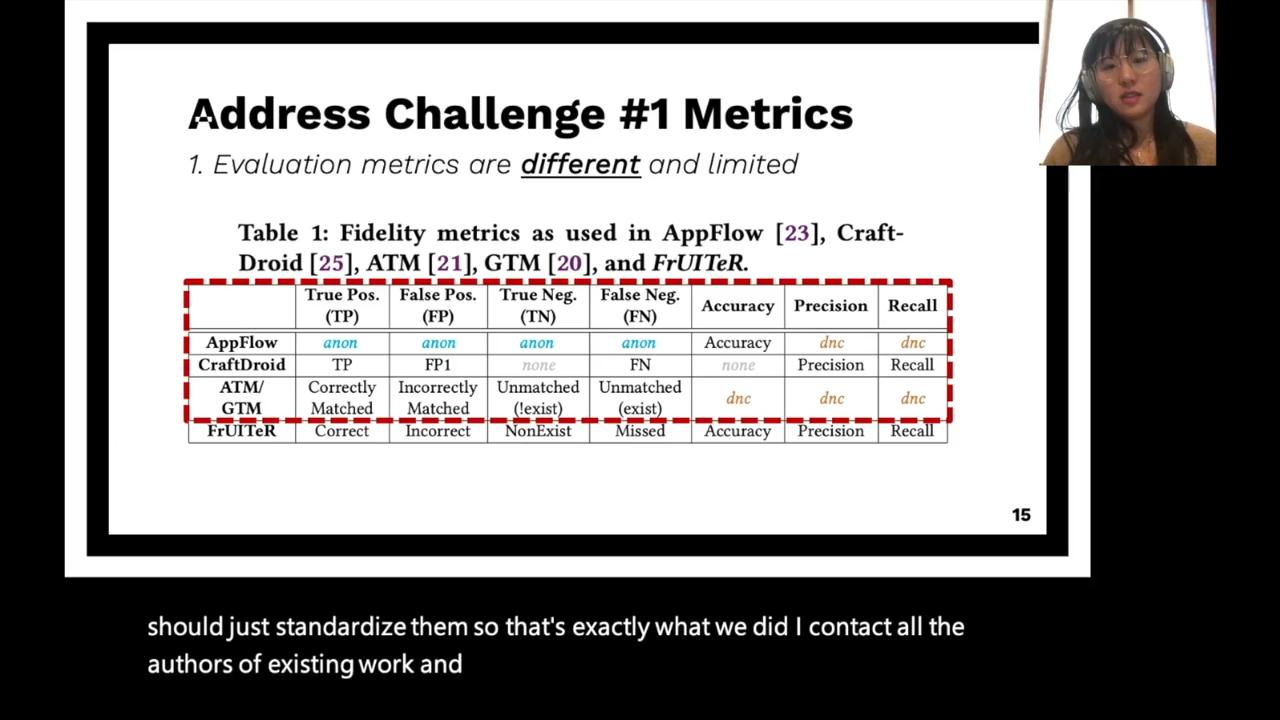 Address Challenge #1 Metrics
1. Evaluation metrics are different and limited
Table 1: Fidelity metrics as used in AppFlow [23], Craft-
Droid [25], ATM [21], GTM [20], and FrUITeR.
True Pos. (TP) False Pos. (FP) True Neg. (TN) False Neg. (FN) Accuracy Precision Recall
AppFlow anon anon anon anon Accuracy dnc dnc
CraftDroid TP FP1 none FN none Precision Recall
ATM/ GTM Correctly Matched Incorrectly Matched Unmatched (!exist) Unmatched (exist) dnc dnc dnc
FrUITeR Correct Incorrect NonExist Missed Accuracy Precision Recall
15
should just standardize them so that's exactly what we did I contact all the
authors of existing work and